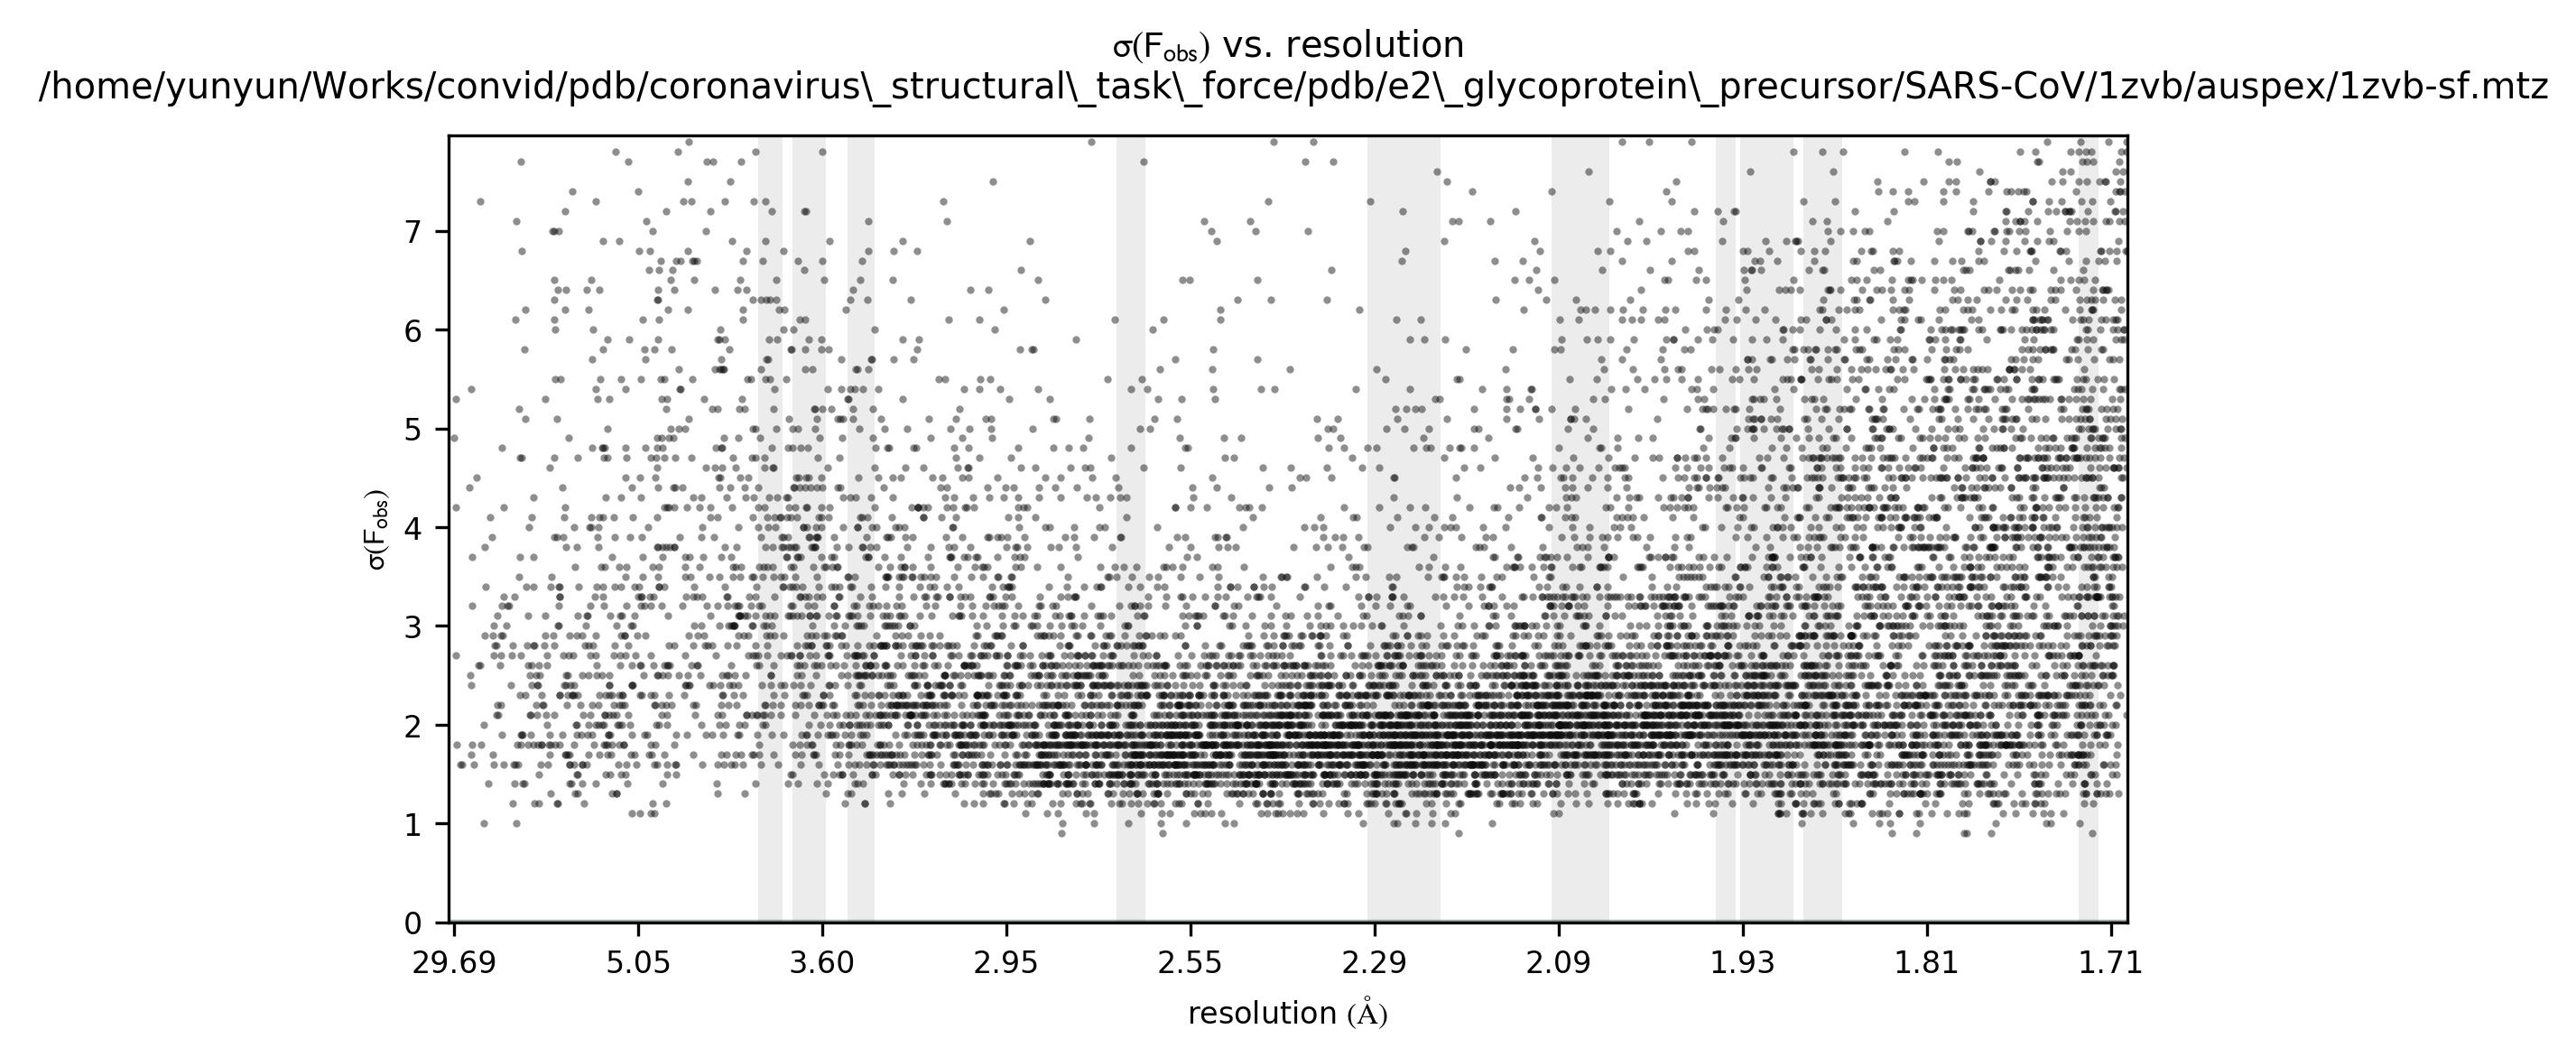 σ(Fobs) vs. resolution
/home/yunyun/Works/convid/pdb/coronavirus\_structural\_task\_force/pdb/e2\_glycoprotein\_precursor/SARS-CoV/1zvb/auspex/1zvb-sf.mtz
7
6
5
4
3
2
1
0
σ(Fobs)
29.69 5.05 3.60 2.95 2.55 2.29 2.09 1.93 1.81 1.71
resolution (Å)